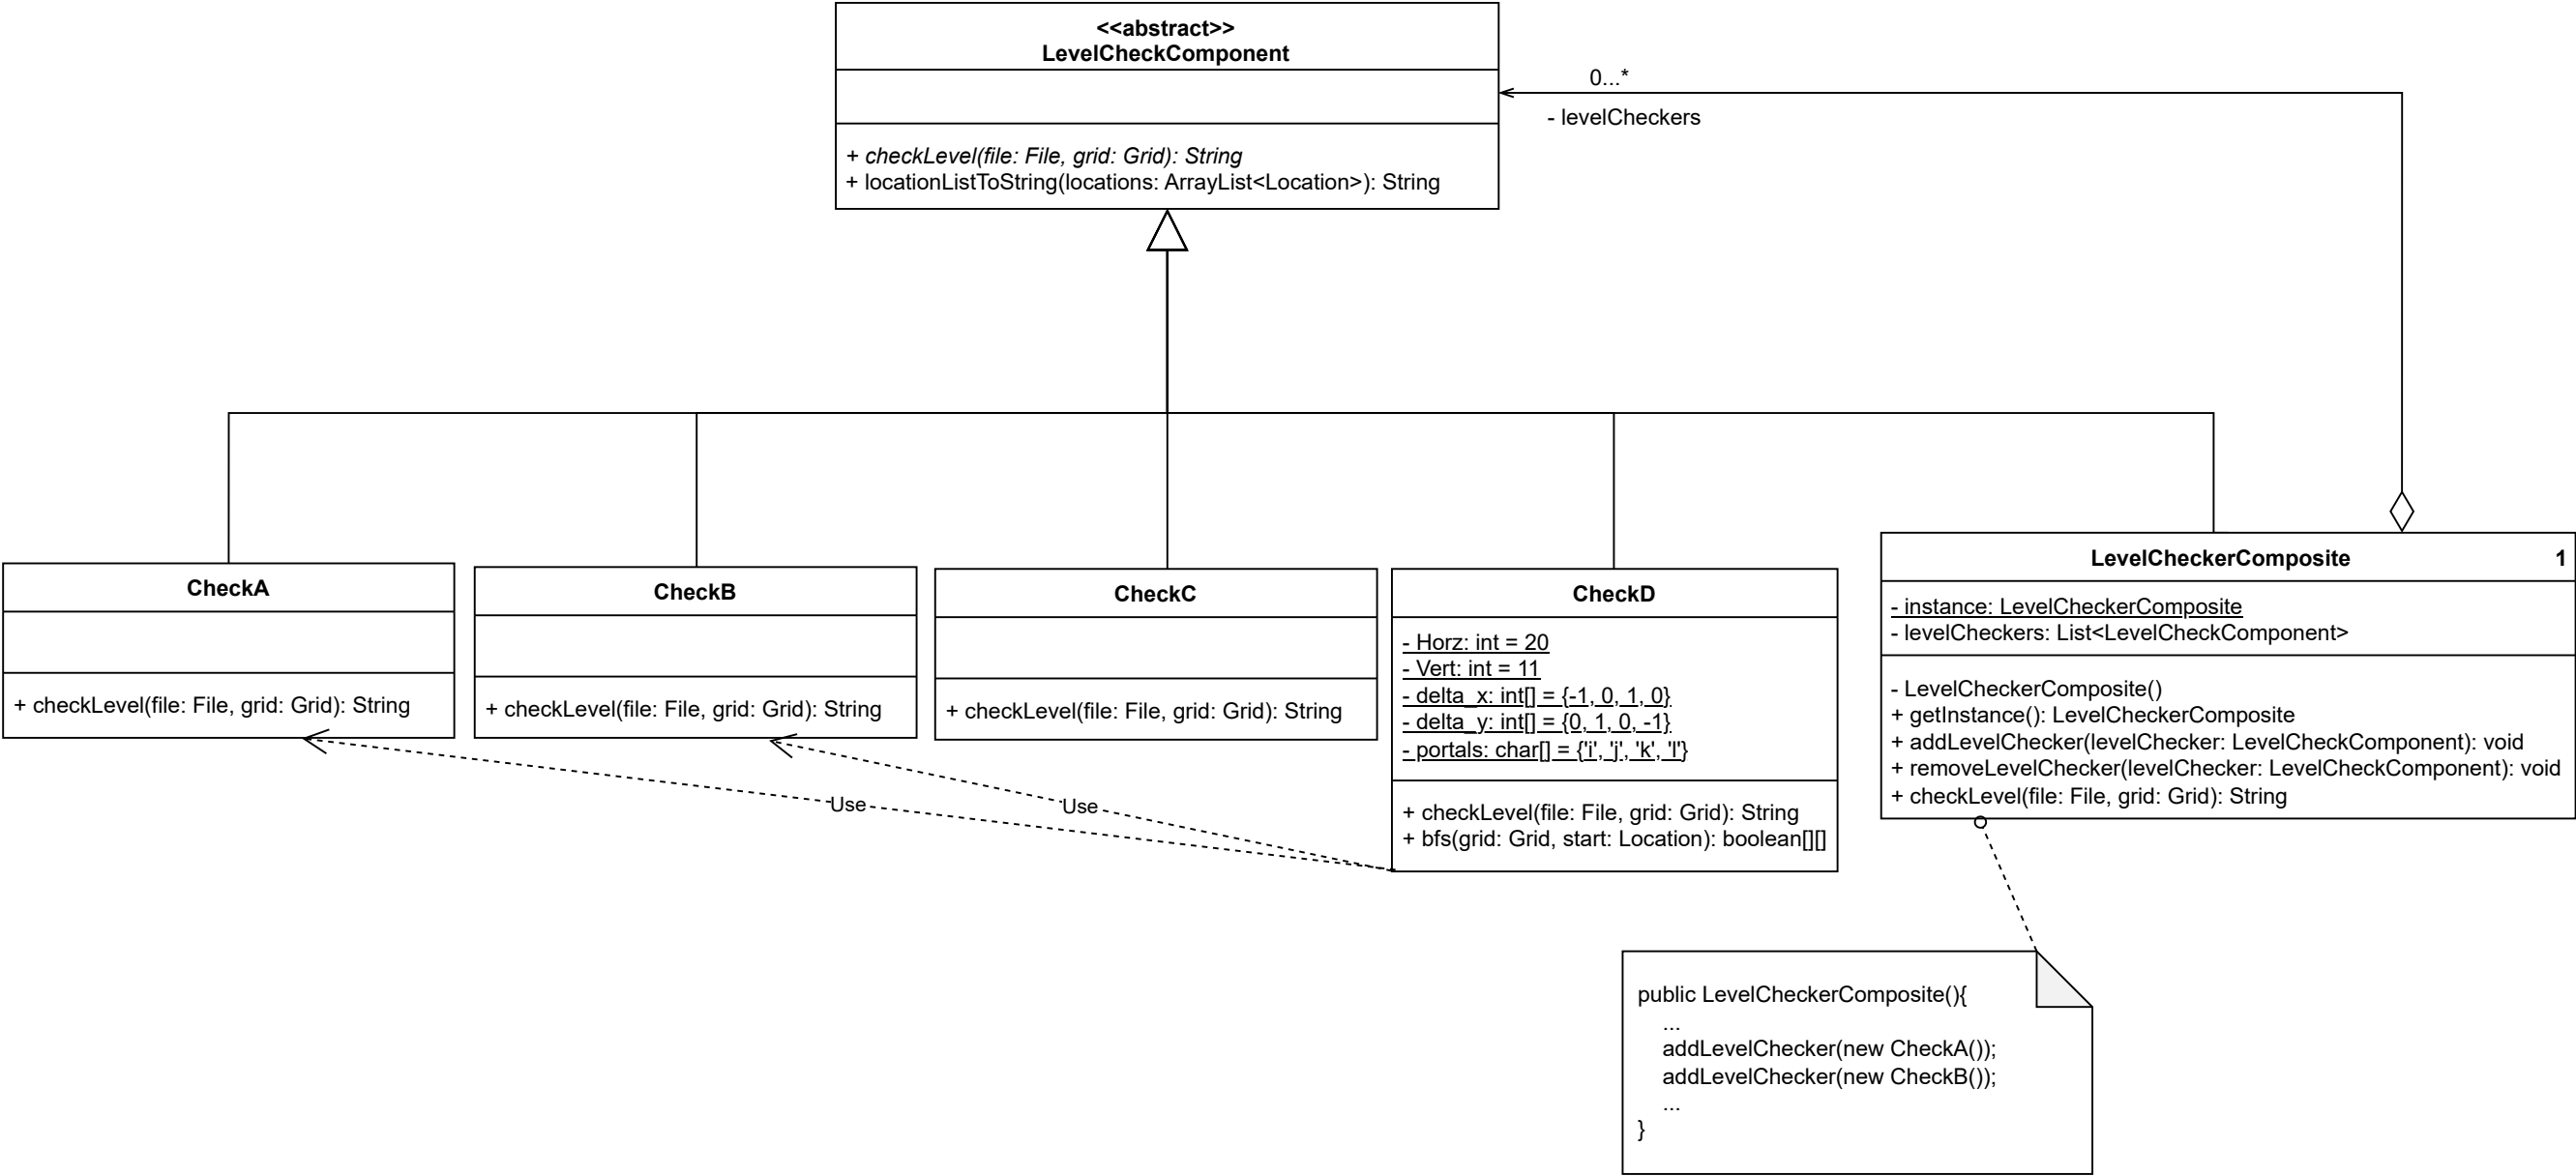 <<abstract>>
LevelCheckComponent
+ checkLevel(file: File, grid: Grid): String
+ locationListToString(locations: ArrayList<Location>): String
0...*
- levelCheckers
CheckA
+ checkLevel(file: File, grid: Grid): String
CheckB
+ checkLevel(file: File, grid: Grid): String
CheckC
+ checkLevel(file: File, grid: Grid): String
CheckD
- Horz: int = 20
- Vert: int = 11
- delta_x: int[] = {-1, 0, 1, 0}
- delta_y: int[] = {0, 1, 0, -1}
- portals: char[] = {'i', 'j', 'k', 'l'}
+ checkLevel(file: File, grid: Grid): String
+ bfs(grid: Grid, start: Location): boolean[][]
LevelCheckerComposite 1
- instance: LevelCheckerComposite
- levelCheckers: List<LevelCheckComponent>
- LevelCheckerComposite()
+ getInstance(): LevelCheckerComposite
+ addLevelChecker(levelChecker: LevelCheckComponent): void
+ removeLevelChecker(levelChecker: LevelCheckComponent): void
+ checkLevel(file: File, grid: Grid): String
Use
Use
public LevelCheckerComposite(){
...
addLevelChecker(new CheckA());
addLevelChecker(new CheckB());
...
}